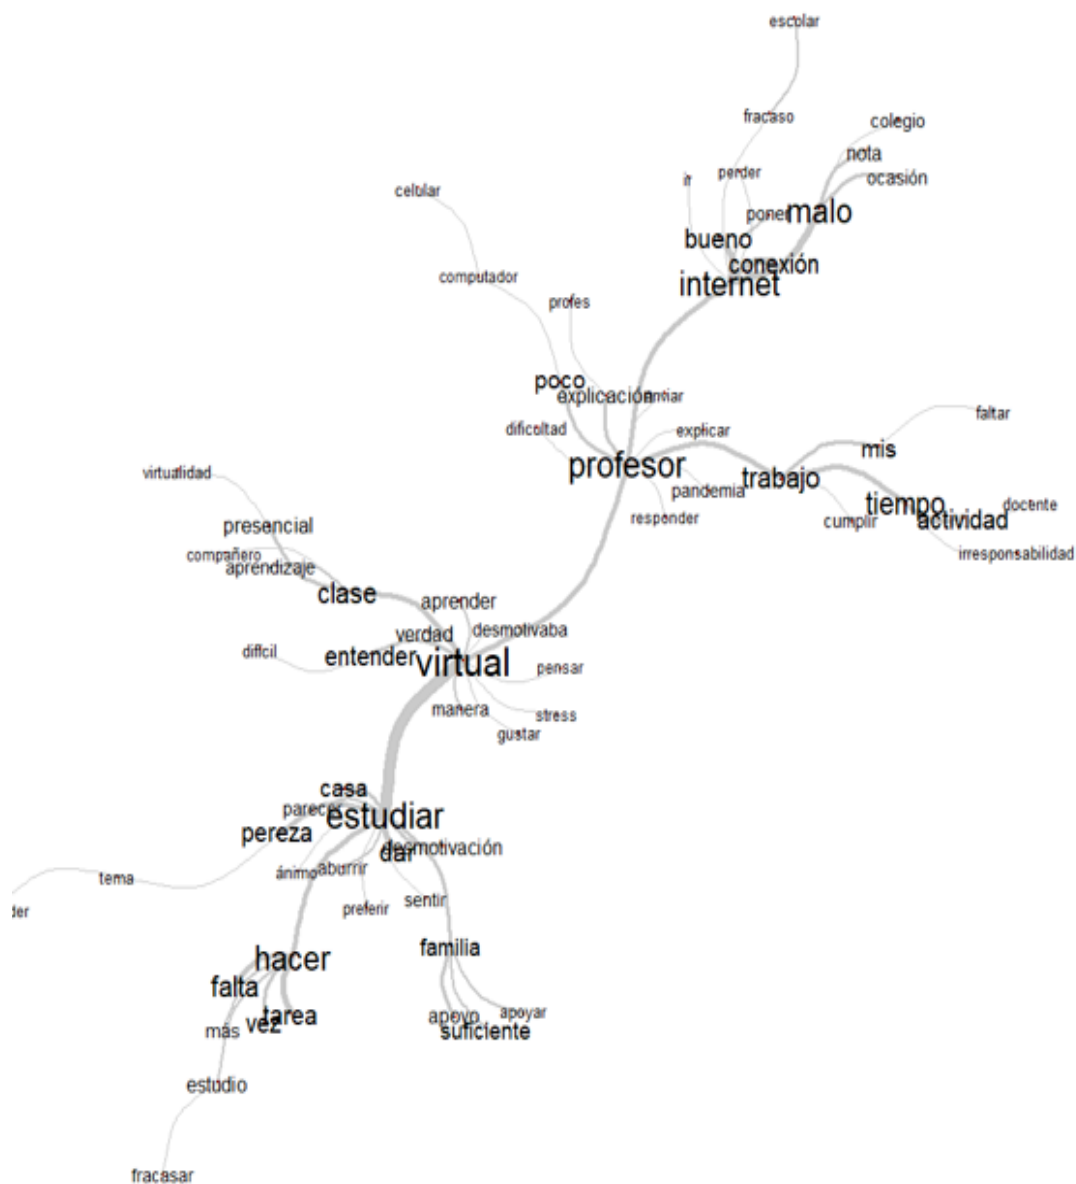 escolar
fracaso
colegio
nota
perder
ir
ocasión
celular
poner
malo
bueno
conexión
computador
internet
profes
poco
explicación
faltar
dificultad
explicar
mis
profesor
virtualidad
trabajo
pandemia
tiempo
docente
responder
cumplir
actividad
presencial
compañero
irresponsabilidad
aprendizaje
clase
aprender
desmotivaba
verdad
difícil
entender
virtual
pensar
manera
stress
gustar
casa
parecer
estudiar
pereza
desmotivación
dar
aburrir
ánimo
tema
sentir
preferir
der
familia
hacer
falta
apoyar
apoyo
tarea
vez
más
suficiente
estudio
fracasar